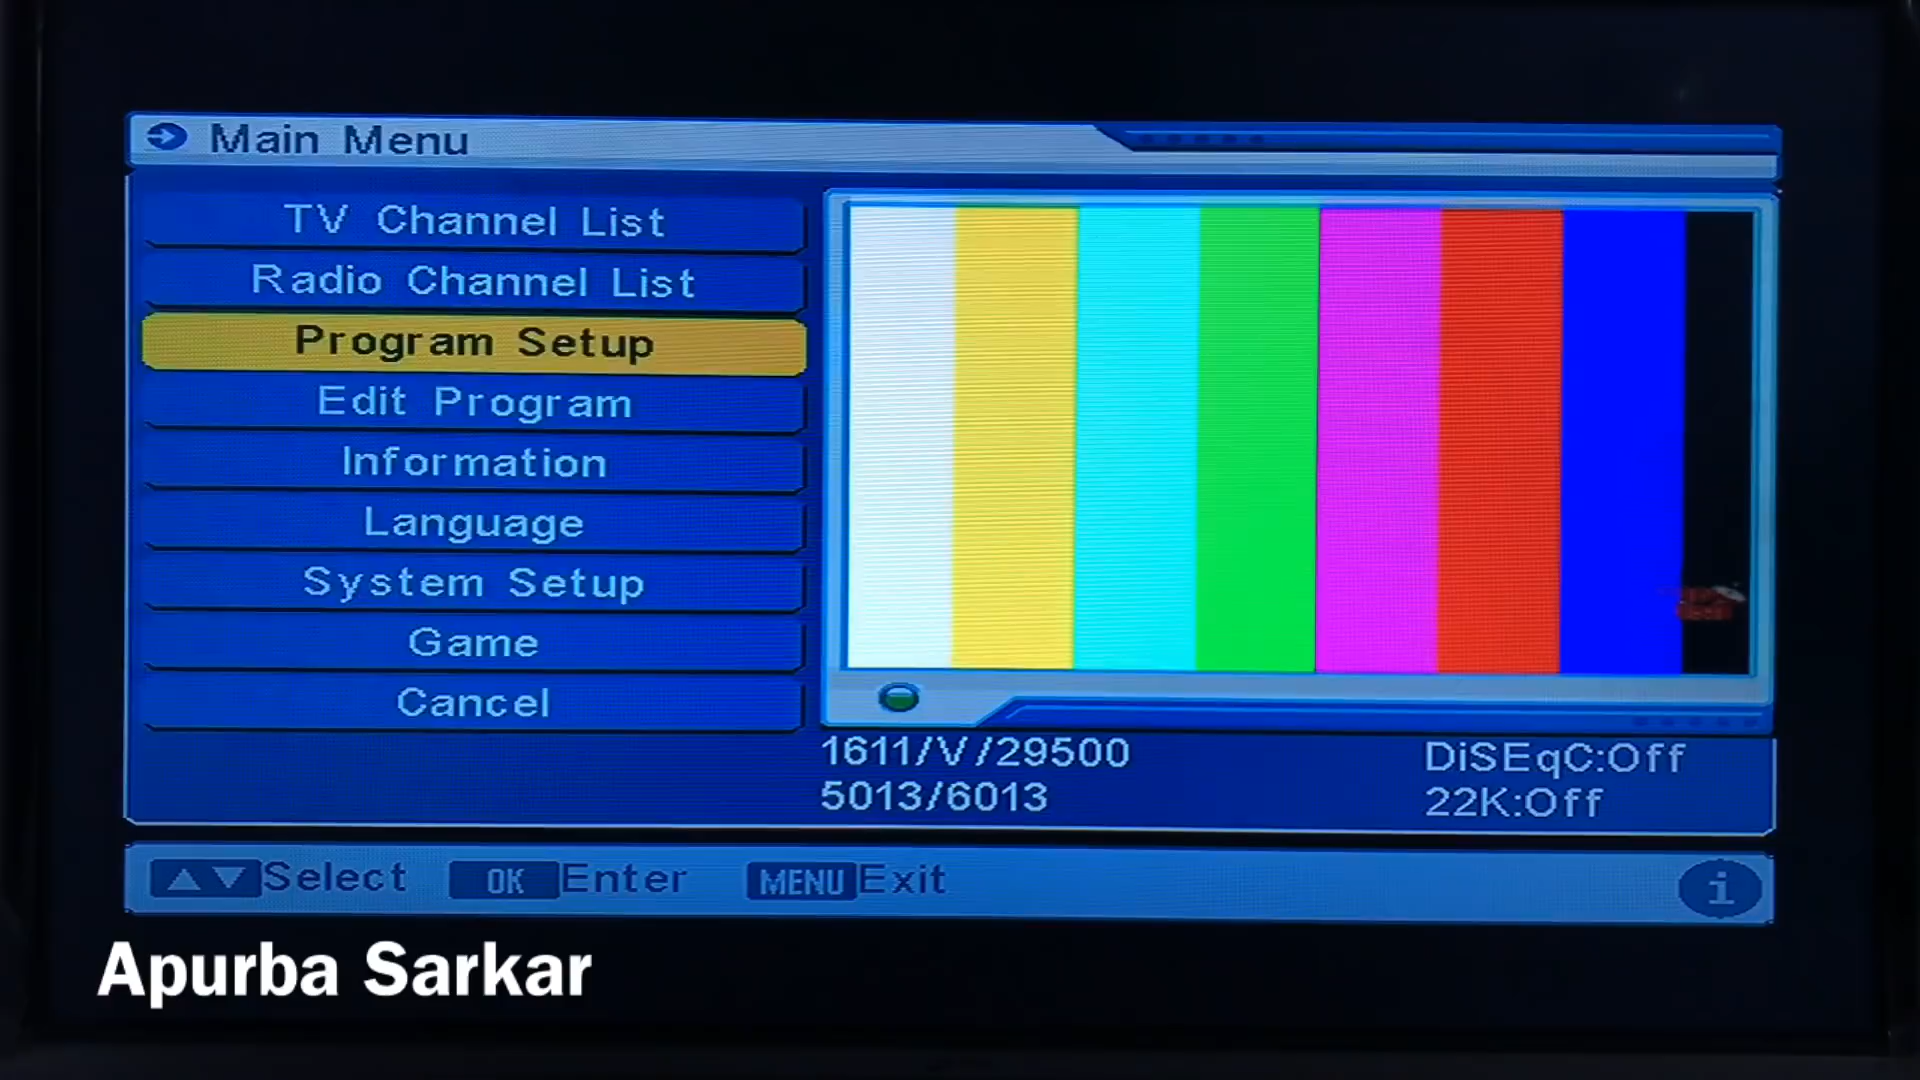 Main Menu
TV Channel List
Radio Channel List
Program Setup
Edit Program
Information
Language
System Setup
Game
Cancel
1611/V/29500
5013/6013
DiSEqC:Off
22K:Off
Select OK Enter MENU Exit i
Apurba Sarkar